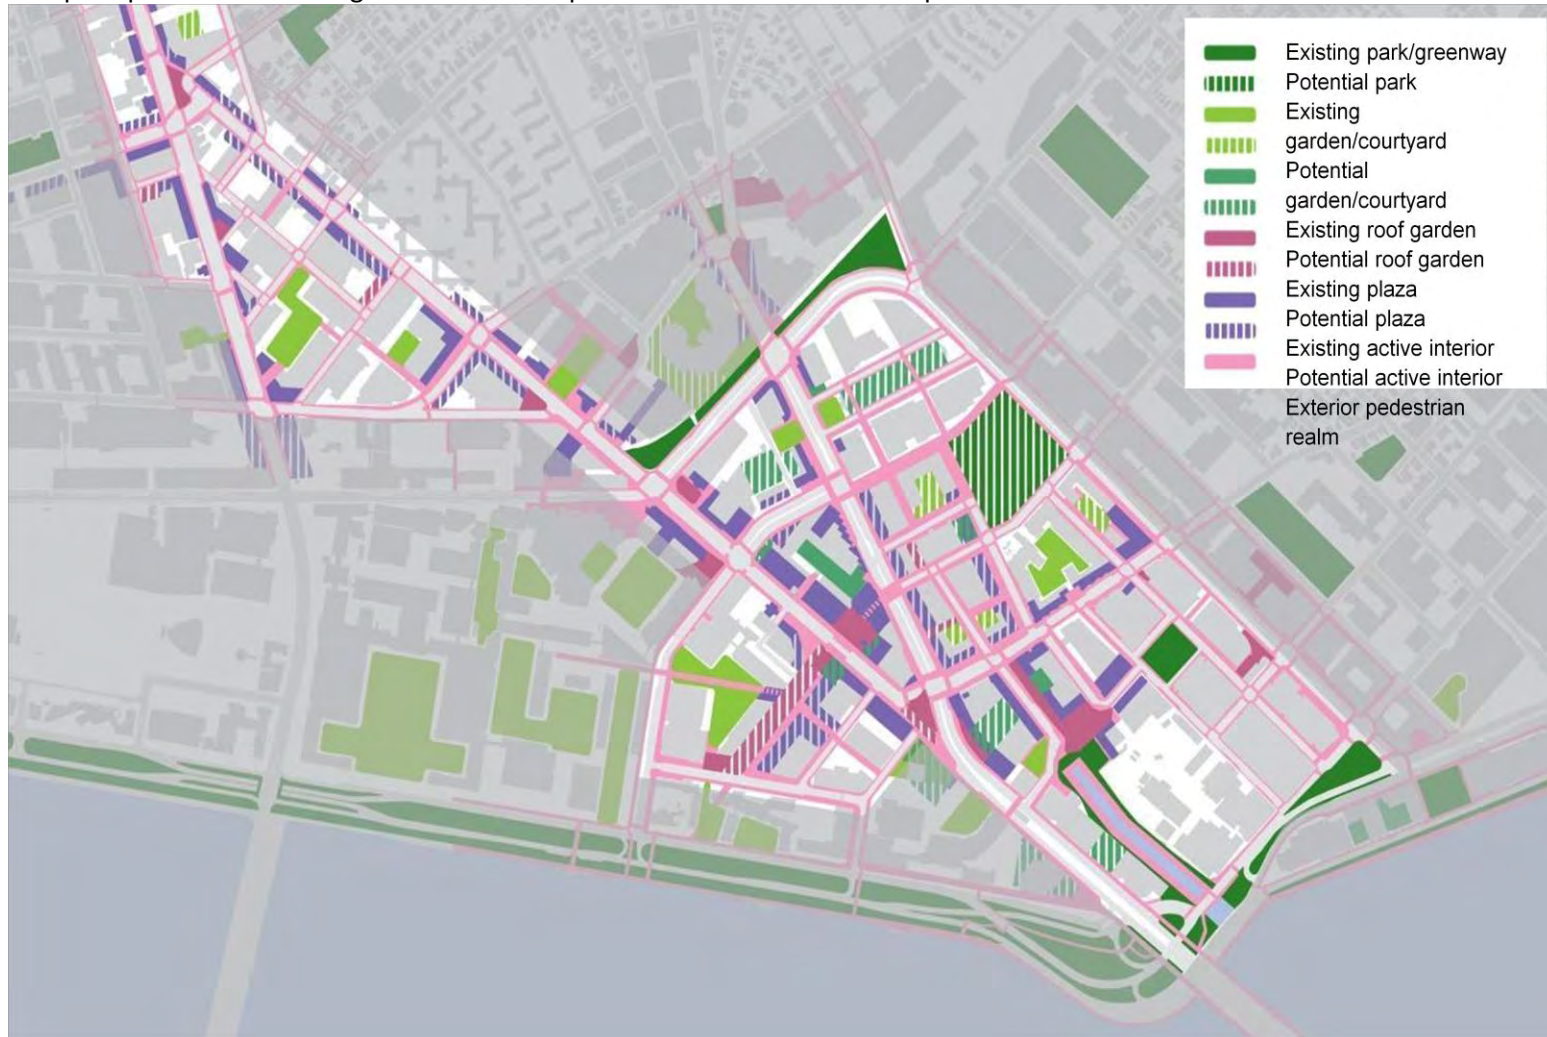 Existing park/greenway
Potential park
Existing
garden/courtyard
Potential
garden/courtyard
Existing roof garden
Potential roof garden
Existing plaza
Potential plaza
Existing active interior
Potential active interior
Exterior pedestrian
realm